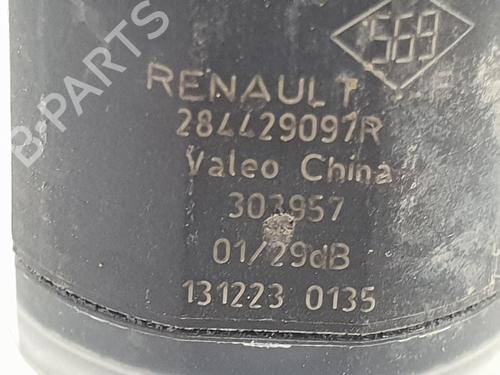 B-PARTS
569
RENAULT
284429097R
Valeo China
303957
01/29dB
131223 0135